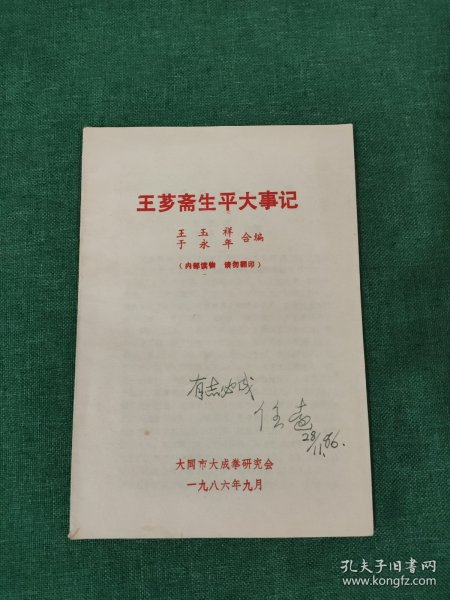 王芗斋生平大事记
王玉祥
于永年 合编
（内部读物 请勿翻印）
有志必成
任
28/11.86.
大同市大成拳研究会
一九八六年九月
孔夫子旧书网
www.kongfz.com